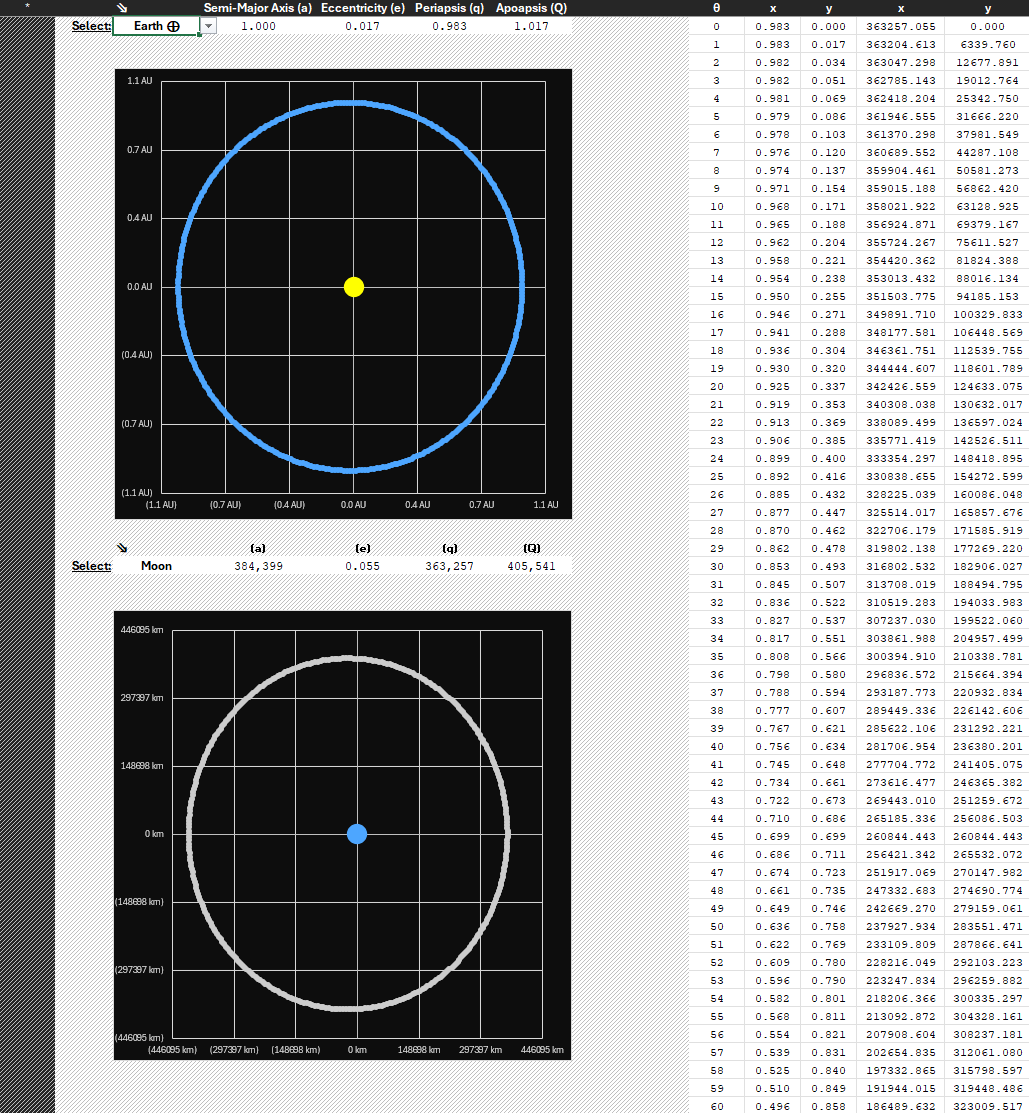 * ⇘ Semi-Major Axis (a) Eccentricity (e) Periapsis (q) Apoapsis (Q) θ x y x y
Select: Earth ⊕ 1.000 0.017 0.983 1.017
1.1 AU
0.7 AU
0.4 AU
0.0 AU
(0.4 AU)
(0.7 AU)
(1.1 AU)
(1.1 AU) (0.7 AU) (0.4 AU) 0.0 AU 0.4 AU 0.7 AU 1.1 AU
⇘ (a) (e) (q) (Q)
Select: Moon 384,399 0.055 363,257 405,541
446095 km
297397 km
148698 km
0 km
(148698 km)
(297397 km)
(446095 km)
(446095 km) (297397 km) (148698 km) 0 km 148698 km 297397 km 446095 km
0 0.983 0.000 363257.055 0.000
1 0.983 0.017 363204.613 6339.760
2 0.982 0.034 363047.298 12677.891
3 0.982 0.051 362785.143 19012.764
4 0.981 0.069 362418.204 25342.750
5 0.979 0.086 361946.555 31666.220
6 0.978 0.103 361370.298 37981.549
7 0.976 0.120 360689.552 44287.108
8 0.974 0.137 359904.461 50581.273
9 0.971 0.154 359015.188 56862.420
10 0.968 0.171 358021.922 63128.925
11 0.965 0.188 356924.871 69379.167
12 0.962 0.204 355724.267 75611.527
13 0.958 0.221 354420.362 81824.388
14 0.954 0.238 353013.432 88016.134
15 0.950 0.255 351503.775 94185.153
16 0.946 0.271 349891.710 100329.833
17 0.941 0.288 348177.581 106448.569
18 0.936 0.304 346361.751 112539.755
19 0.930 0.320 344444.607 118601.789
20 0.925 0.337 342426.559 124633.075
21 0.919 0.353 340308.038 130632.017
22 0.913 0.369 338089.499 136597.024
23 0.906 0.385 335771.419 142526.511
24 0.899 0.400 333354.297 148418.895
25 0.892 0.416 330838.655 154272.599
26 0.885 0.432 328225.039 160086.048
27 0.877 0.447 325514.017 165857.676
28 0.870 0.462 322706.179 171585.919
29 0.862 0.478 319802.138 177269.220
30 0.853 0.493 316802.532 182906.027
31 0.845 0.507 313708.019 188494.795
32 0.836 0.522 310519.283 194033.983
33 0.827 0.537 307237.030 199522.060
34 0.817 0.551 303861.988 204957.499
35 0.808 0.566 300394.910 210338.781
36 0.798 0.580 296836.572 215664.394
37 0.788 0.594 293187.773 220932.834
38 0.777 0.607 289449.336 226142.606
39 0.767 0.621 285622.106 231292.221
40 0.756 0.634 281706.954 236380.201
41 0.745 0.648 277704.772 241405.075
42 0.734 0.661 273616.477 246365.382
43 0.722 0.673 269443.010 251259.672
44 0.710 0.686 265185.336 256086.503
45 0.699 0.699 260844.443 260844.443
46 0.686 0.711 256421.342 265532.072
47 0.674 0.723 251917.069 270147.982
48 0.661 0.735 247332.683 274690.774
49 0.649 0.746 242669.270 279159.061
50 0.636 0.758 237927.934 283551.471
51 0.622 0.769 233109.809 287866.641
52 0.609 0.780 228216.049 292103.223
53 0.596 0.790 223247.834 296259.882
54 0.582 0.801 218206.366 300335.297
55 0.568 0.811 213092.872 304328.161
56 0.554 0.821 207908.604 308237.181
57 0.539 0.831 202654.835 312061.080
58 0.525 0.840 197332.865 315798.597
59 0.510 0.849 191944.015 319448.486
60 0.496 0.858 186489.632 323009.517